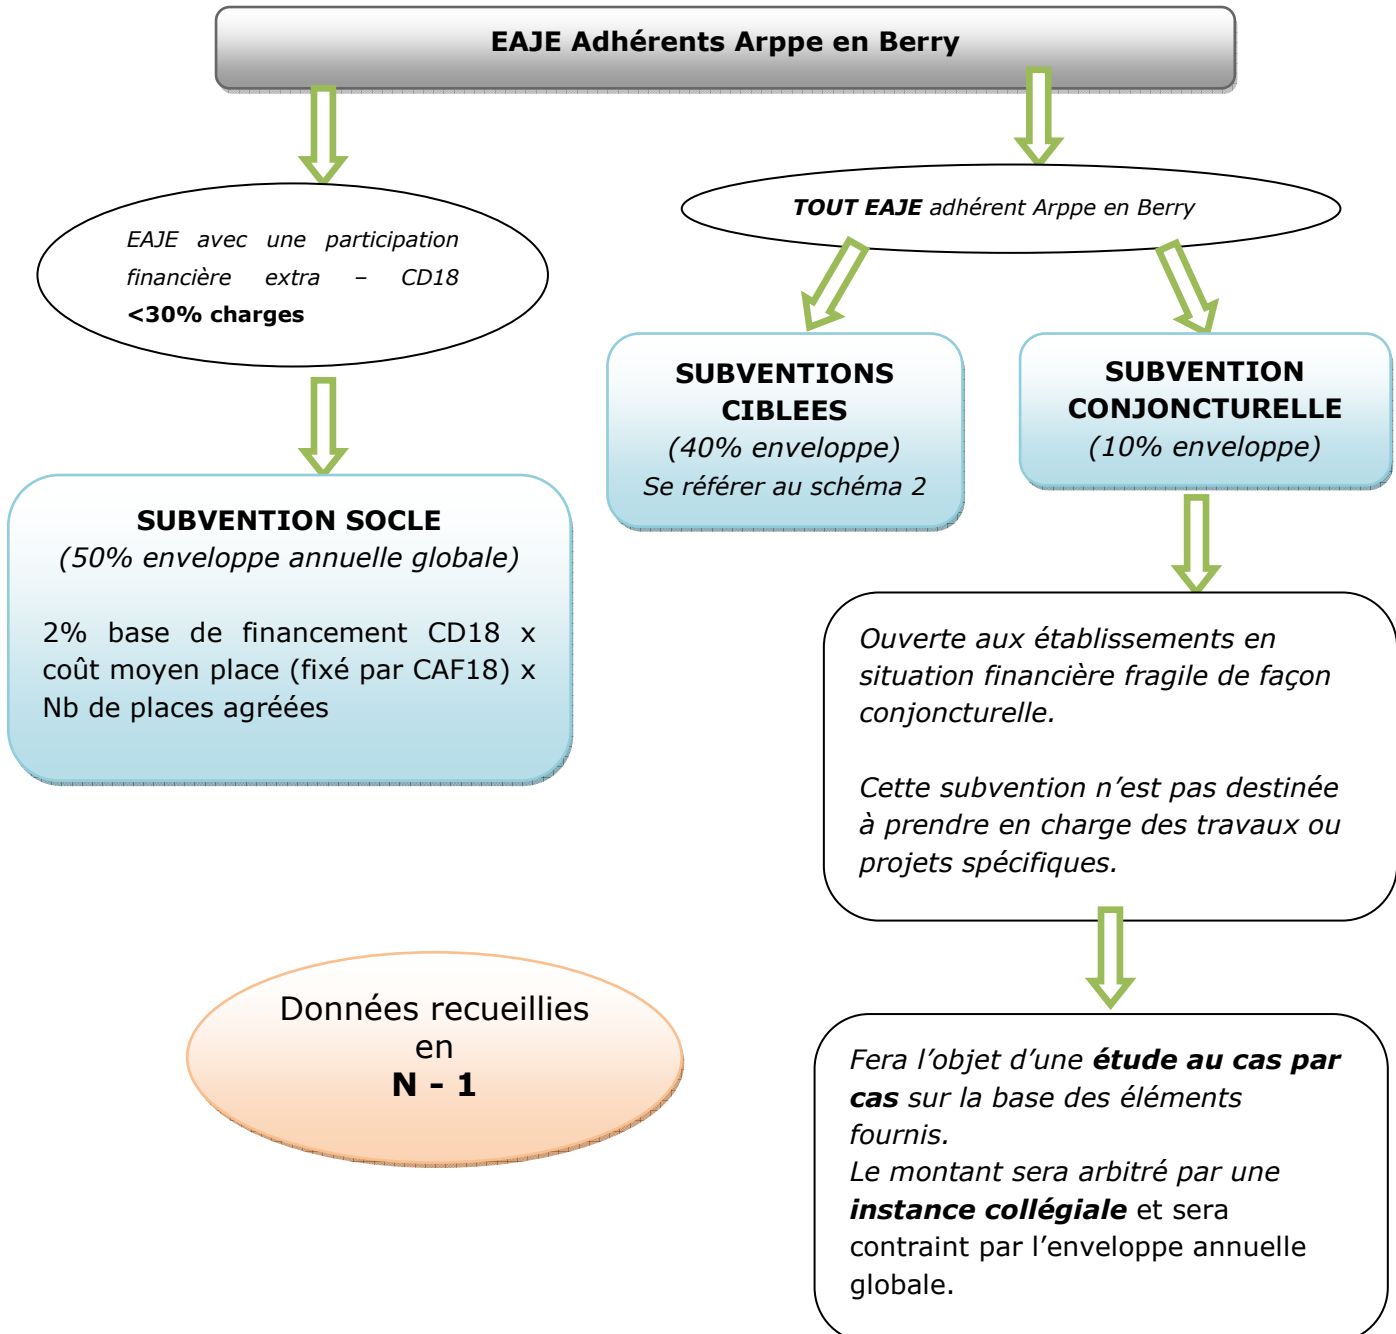 EAJE Adhérents Arppe en Berry
EAJE avec une participation
financière extra – CD18
<30% charges
TOUT EAJE adhérent Arppe en Berry
SUBVENTION SOCLE
(50% enveloppe annuelle globale)
2% base de financement CD18 x
coût moyen place (fixé par CAF18) x
Nb de places agréées
SUBVENTIONS
CIBLEES
(40% enveloppe)
Se référer au schéma 2
SUBVENTION
CONJONCTURELLE
(10% enveloppe)
Ouverte aux établissements en
situation financière fragile de façon
conjoncturelle.
Cette subvention n’est pas destinée
à prendre en charge des travaux ou
projets spécifiques.
Données recueillies
en
N - 1
Fera l’objet d’une étude au cas par
cas sur la base des éléments
fournis.
Le montant sera arbitré par une
instance collégiale et sera
contraint par l’enveloppe annuelle
globale.